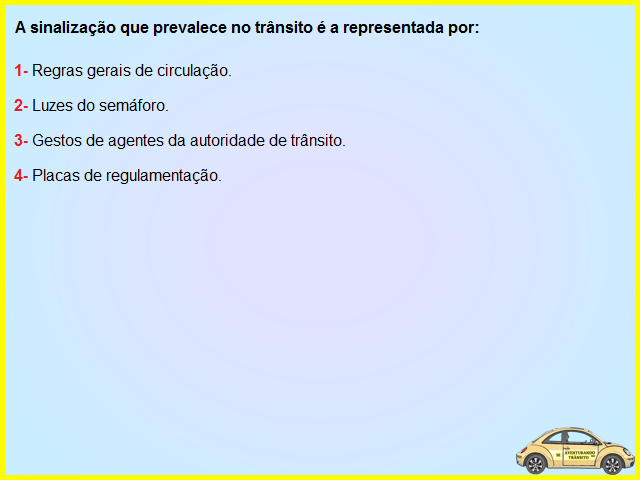 A sinalização que prevalece no trânsito é a representada por:
1- Regras gerais de circulação.
2- Luzes do semáforo.
3- Gestos de agentes da autoridade de trânsito.
4- Placas de regulamentação.
AVENTURANDO
TRÂNSITO